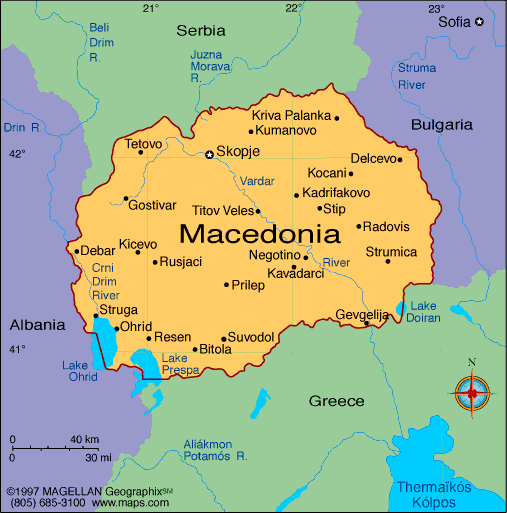 21°
22°
23°
Serbia
Sofia
Beli
Drim
R.
Juzna
Morava
R.
Struma
River
Drin R.
Bulgaria
Kriva Palanka
Kumanovo
Tetovo
Skopje
42°
Delcevo
Kocani
Vardar
Kadrifakovo
Gostivar
Titov Veles
Stip
Radovis
Macedonia
Debar
Kicevo
Negotino
River
Strumica
Crni
Drim
River
Rusjaci
Kavadarci
Prilep
Struga
Gevgelija
Lake
Doiran
Albania
Ohrid
Resen
Suvodol
41°
Bitola
Lake
Ohrid
Lake
Prespa
N
Greece
0 40 km
0 30 mi
Aliákmon
Potamós R.
Thermaïkós
Kólpos
©1997 MAGELLAN Geographix℠
(805) 685-3100 www.maps.com